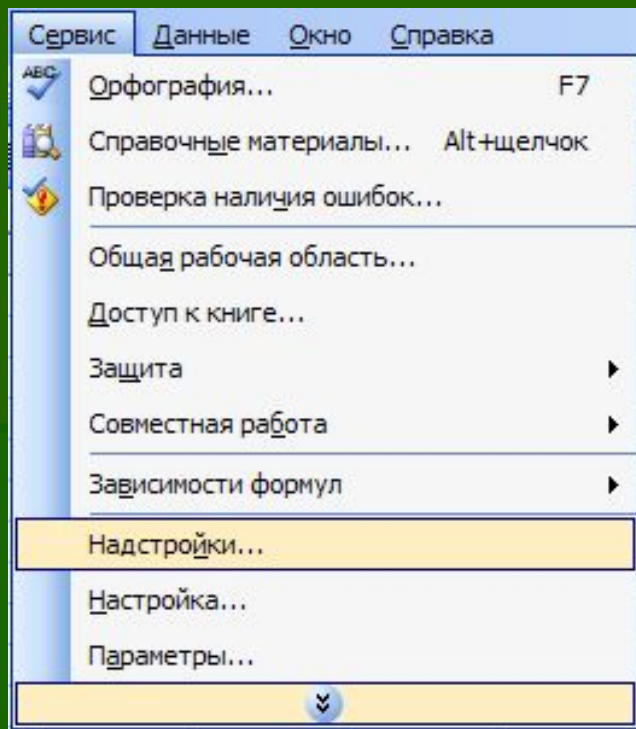 Сервис Данные Окно Справка
ABC Орфография... F7
Справочные материалы... Alt+щелчок
Проверка наличия ошибок...
Общая рабочая область...
Доступ к книге...
Защита
Совместная работа
Зависимости формул
Надстройки...
Настройка...
Параметры...